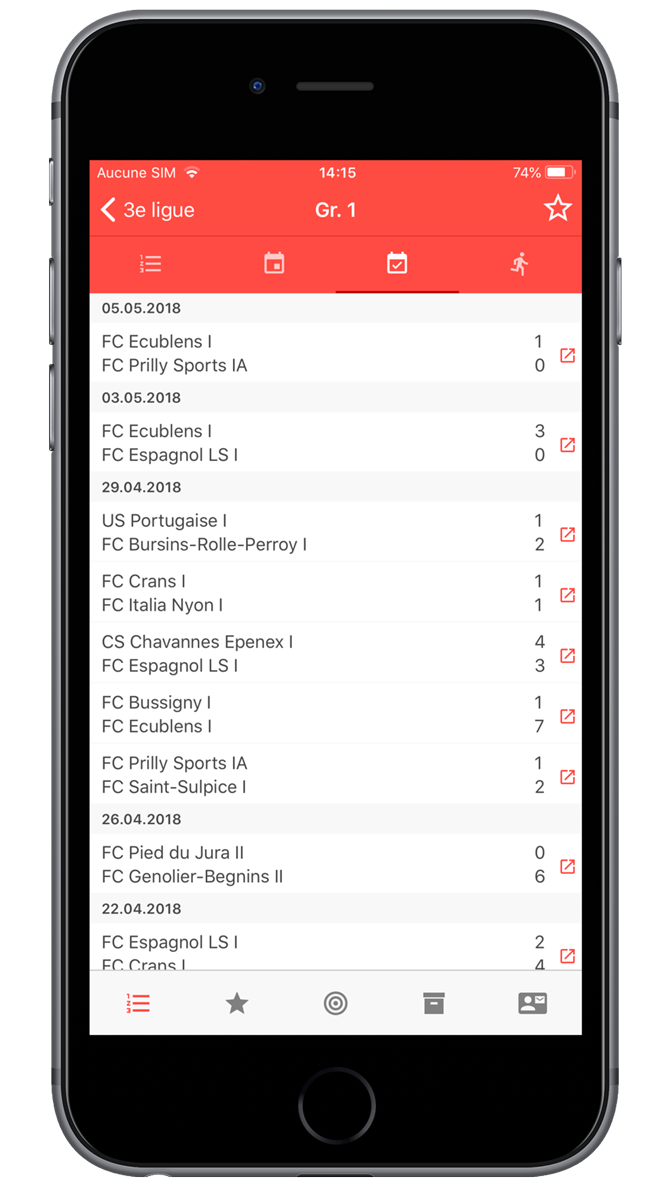 Aucune SIM 14:15 74%
3e ligue Gr. 1
05.05.2018
FC Ecublens I 1
FC Prilly Sports IA 0
03.05.2018
FC Ecublens I 3
FC Espagnol LS I 0
29.04.2018
US Portugaise I 1
FC Bursins-Rolle-Perroy I 2
FC Crans I 1
FC Italia Nyon I 1
CS Chavannes Epenex I 4
FC Espagnol LS I 3
FC Bussigny I 1
FC Ecublens I 7
FC Prilly Sports IA 1
FC Saint-Sulpice I 2
26.04.2018
FC Pied du Jura II 0
FC Genolier-Begnins II 6
22.04.2018
FC Espagnol LS I 2
FC Crans I 4